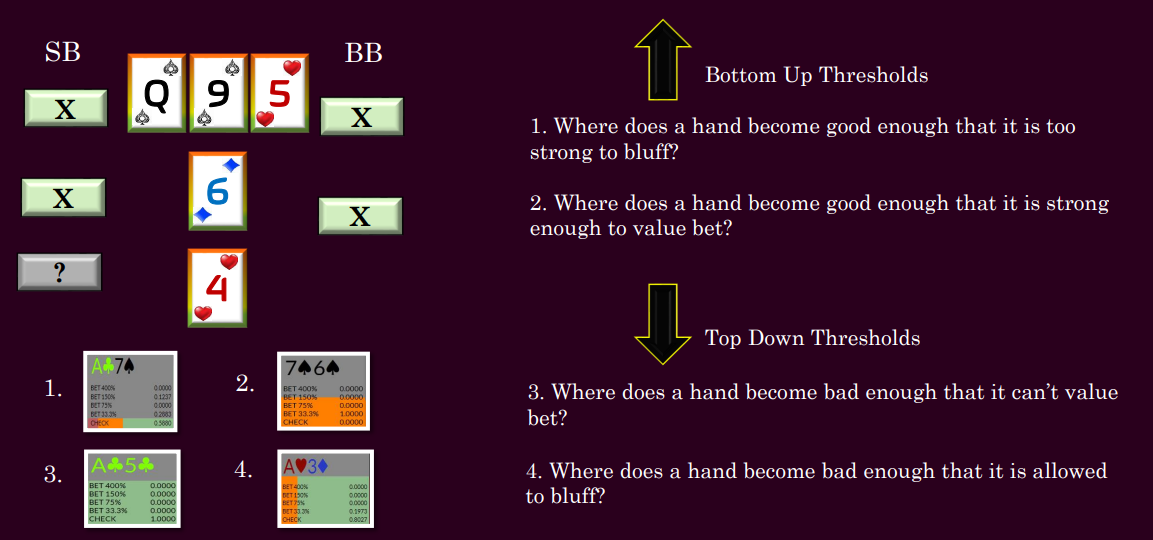 SB
BB
Q♠ 9♠ 5♥
X
X
6♦
X
X
4♥
?
1.
A♣7♠
BET 400% 0.0000
BET 150% 0.1237
BET 75% 0.0000
BET 33.3% 0.2883
CHECK 0.5880
2.
7♠6♠
BET 400% 0.0000
BET 150% 0.0000
BET 75% 0.0000
BET 33.3% 1.0000
CHECK 0.0000
3.
A♣5♣
BET 400% 0.0000
BET 150% 0.0000
BET 75% 0.0000
BET 33.3% 0.0000
CHECK 1.0000
4.
A♥3♦
BET 400% 0.0000
BET 150% 0.0000
BET 75% 0.0000
BET 33.3% 0.1973
CHECK 0.8027
Bottom Up Thresholds
1. Where does a hand become good enough that it is too
strong to bluff?
2. Where does a hand become good enough that it is strong
enough to value bet?
Top Down Thresholds
3. Where does a hand become bad enough that it can't value
bet?
4. Where does a hand become bad enough that it is allowed
to bluff?